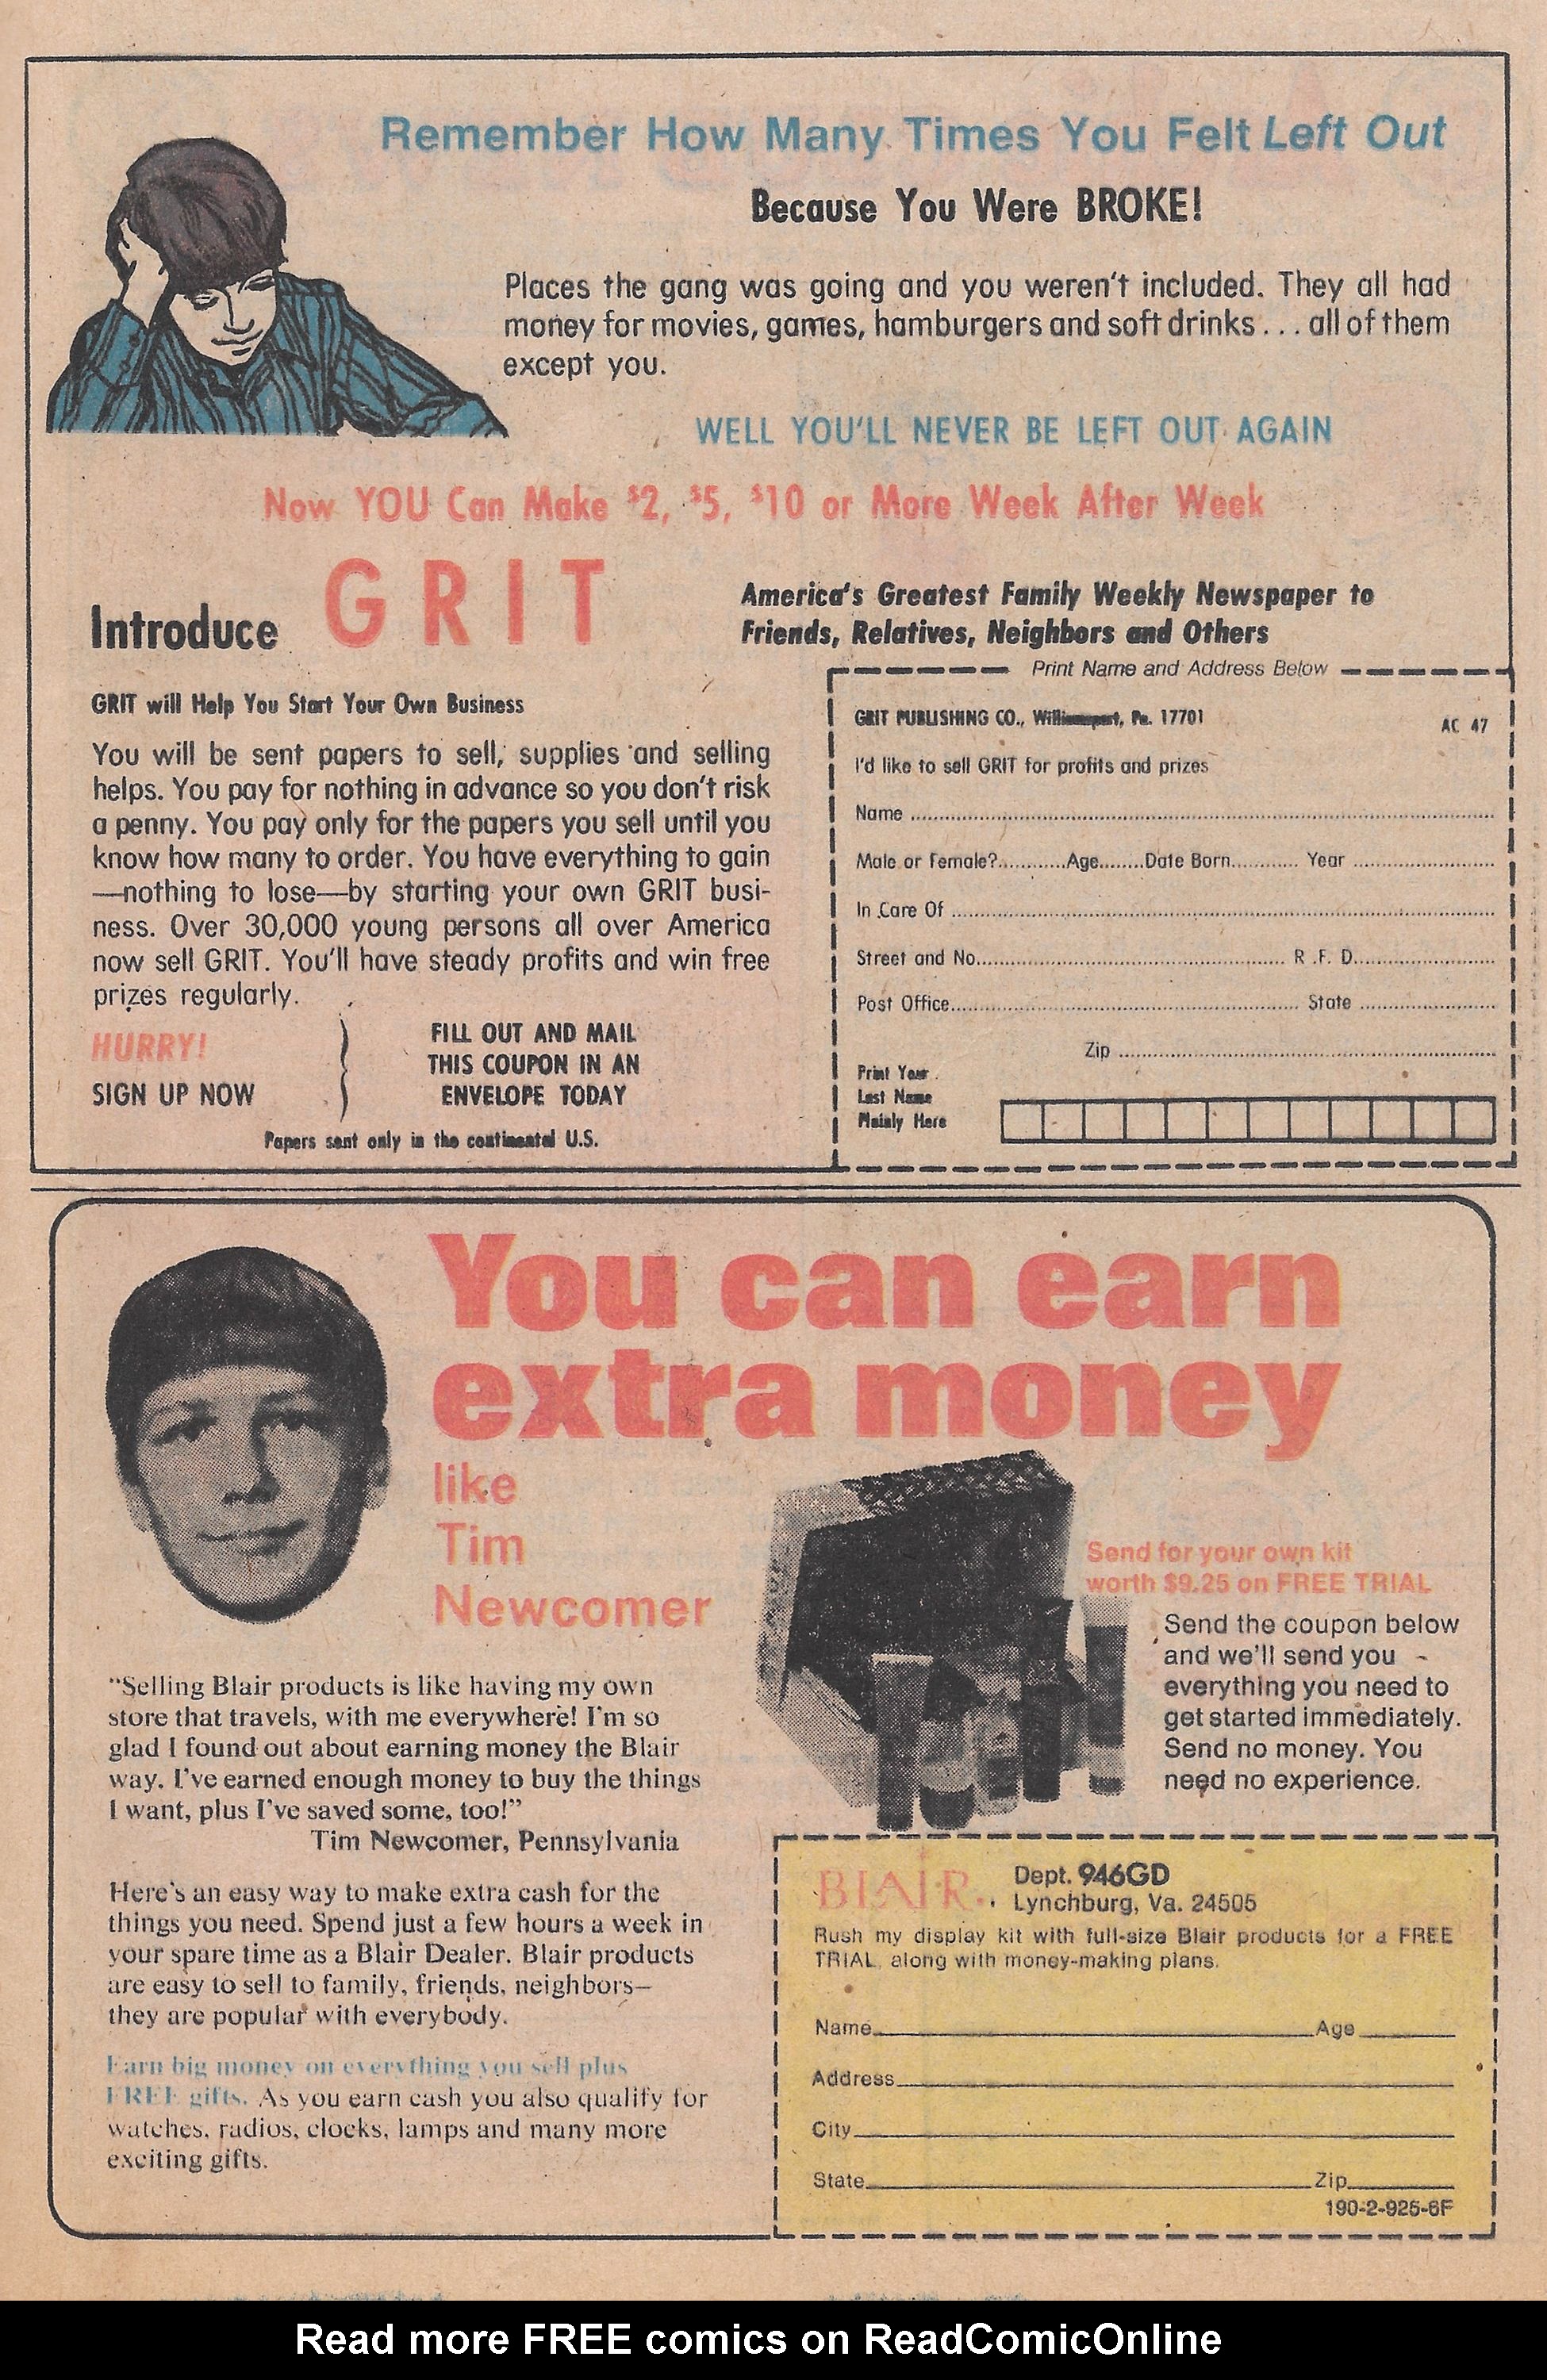 Remember How Many Times You Felt Left Out
Because You Were BROKE!
Places the gang was going and you weren't included. They all had
money for movies, games, hamburgers and soft drinks . . . all of them
except you.
WELL YOU'LL NEVER BE LEFT OUT AGAIN
Now YOU Can Make $2, $5, $10 or More Week After Week
Introduce GRIT
America's Greatest Family Weekly Newspaper to
Friends, Relatives, Neighbors and Others
GRIT will Help You Start Your Own Business
You will be sent papers to sell, supplies and selling
helps. You pay for nothing in advance so you don't risk
a penny. You pay only for the papers you sell until you
know how many to order. You have everything to gain
—nothing to lose—by starting your own GRIT busi-
ness. Over 30,000 young persons all over America
now sell GRIT. You'll have steady profits and win free
prizes regularly.
HURRY!
SIGN UP NOW
FILL OUT AND MAIL
THIS COUPON IN AN
ENVELOPE TODAY
Papers sent only in the continental U.S.
Print Name and Address Below
GRIT PUBLISHING CO., Williamsport, Pa. 17701
AC 47
I'd like to sell GRIT for profits and prizes
Name
Male or Female?...........Age........Date Born........... Year
In Care Of
Street and No. R .F. D.
Post Office State
Zip
Print Your
Last Name
Plainly Here
You can earn
extra money
like
Tim
Newcomer
Send for your own kit
worth $9.25 on FREE TRIAL
Send the coupon below
and we'll send you
everything you need to
get started immediately.
Send no money. You
need no experience.
"Selling Blair products is like having my own
store that travels, with me everywhere! I'm so
glad I found out about earning money the Blair
way. I've earned enough money to buy the things
I want, plus I've saved some, too!"
Tim Newcomer, Pennsylvania
Here's an easy way to make extra cash for the
things you need. Spend just a few hours a week in
your spare time as a Blair Dealer. Blair products
are easy to sell to family, friends, neighbors—
they are popular with everybody.
Earn big money on everything you sell plus
FREE gifts. As you earn cash you also qualify for
watches, radios, clocks, lamps and many more
exciting gifts.
BLAIR
Dept. 946GD
Lynchburg, Va. 24505
Rush my display kit with full-size Blair products for a FREE
TRIAL, along with money-making plans.
Name Age
Address
City
State Zip
190-2-925-6F
Read more FREE comics on ReadComicOnline